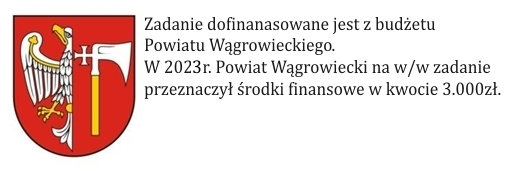 Zadanie dofinanasowane jest z budżetu
Powiatu Wągrowieckiego.
W 2023r. Powiat Wągrowiecki na w/w zadanie
przeznaczył środki finansowe w kwocie 3.000zł.